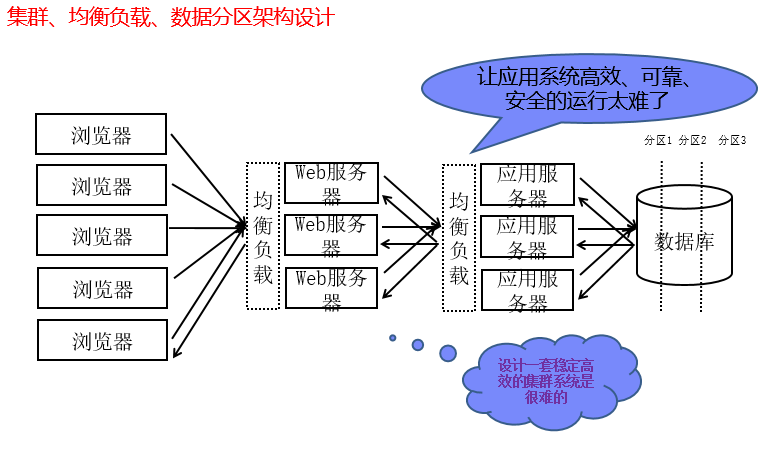 集群、均衡负载、数据分区架构设计
让应用系统高效、可靠、
安全的运行太难了
分区1 分区2 分区3
浏览器
浏览器
浏览器
浏览器
浏览器
均
衡
负
载
Web服务
器
Web服务
器
Web服务
器
均
衡
负
载
应用服
务器
应用服
务器
应用服
务器
数据库
设计一套稳定高
效的集群系统是
很难的